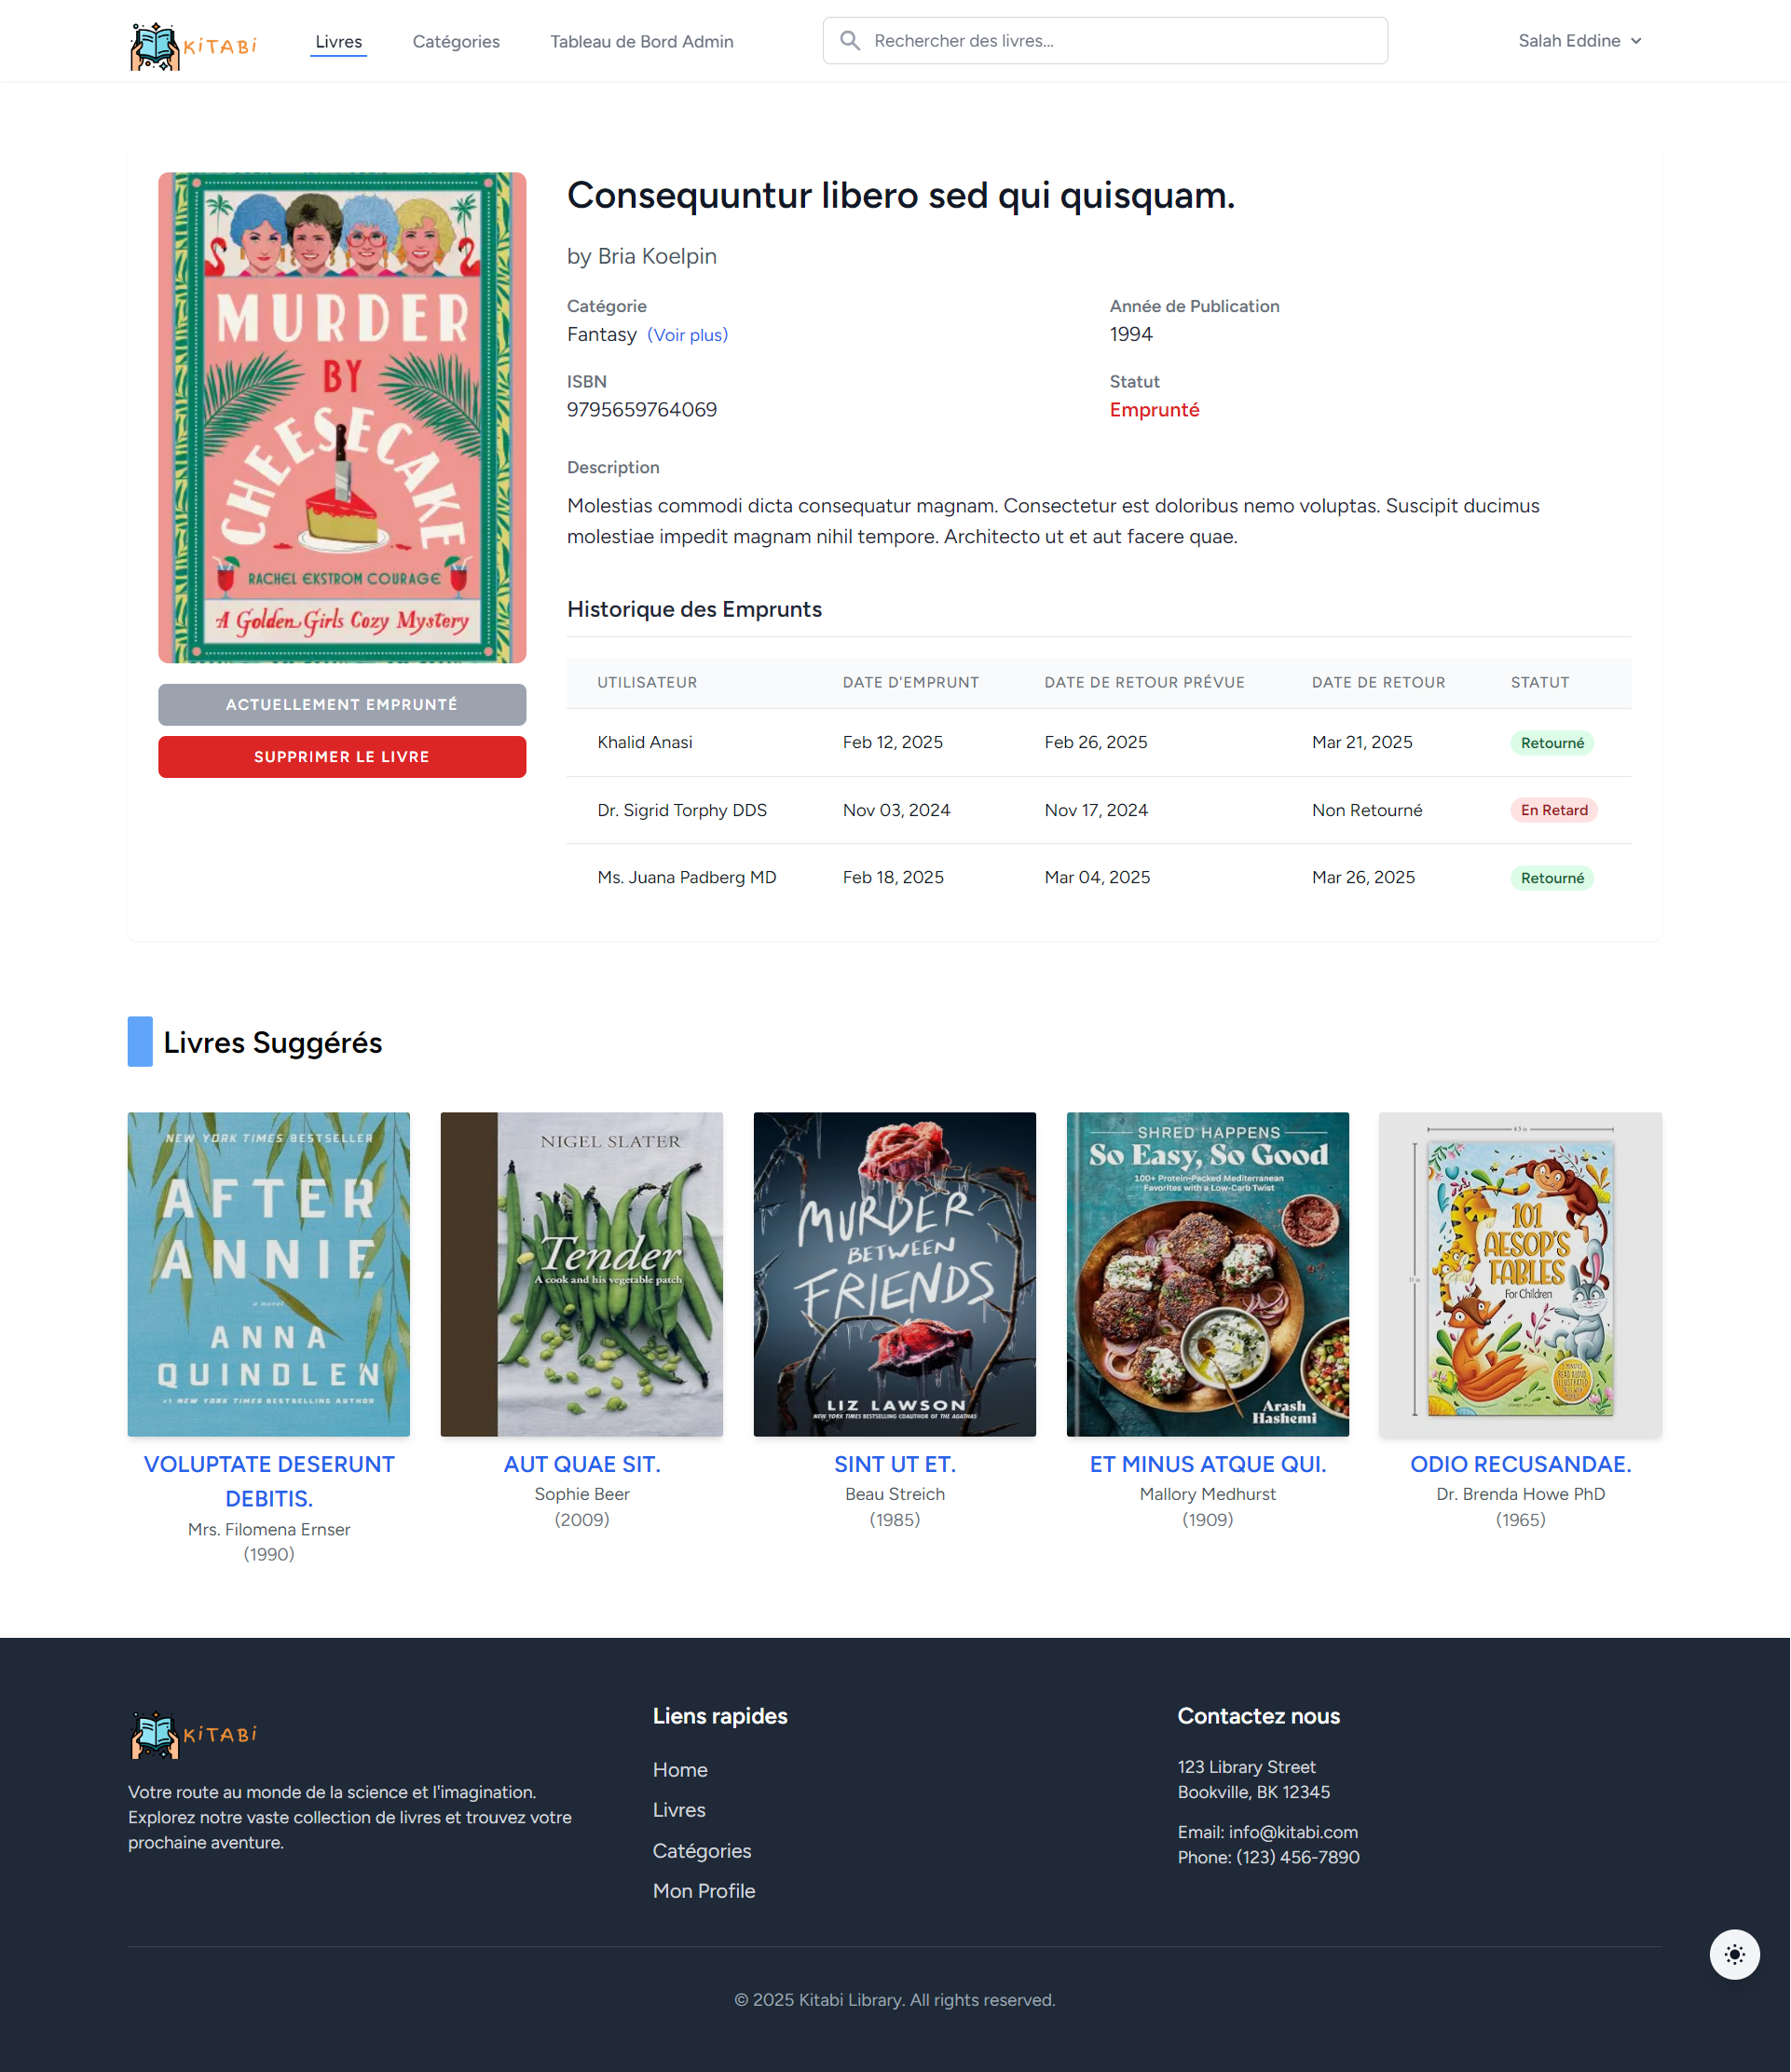 KiTABi
Livres
Catégories
Tableau de Bord Admin
Rechercher des livres...
Salah Eddine
MURDER
BY
CHEESECAKE
RACHEL EKSTROM COURAGE
A Golden Girls Cozy Mystery
ACTUELLEMENT EMPRUNTÉ
SUPPRIMER LE LIVRE
Consequuntur libero sed qui quisquam.
by Bria Koelpin
Catégorie
Fantasy (Voir plus)
Année de Publication
1994
ISBN
9795659764069
Statut
Emprunté
Description
Molestias commodi dicta consequatur magnam. Consectetur est doloribus nemo voluptas. Suscipit ducimus
molestiae impedit magnam nihil tempore. Architecto ut et aut facere quae.
Historique des Emprunts
UTILISATEUR DATE D'EMPRUNT DATE DE RETOUR PRÉVUE DATE DE RETOUR STATUT
Khalid Anasi Feb 12, 2025 Feb 26, 2025 Mar 21, 2025 Retourné
Dr. Sigrid Torphy DDS Nov 03, 2024 Nov 17, 2024 Non Retourné En Retard
Ms. Juana Padberg MD Feb 18, 2025 Mar 04, 2025 Mar 26, 2025 Retourné
Livres Suggérés
NEW YORK TIMES BESTSELLER
AFTER
ANNIE
a novel
ANNA
QUINDLEN
#1 NEW YORK TIMES BESTSELLING AUTHOR
VOLUPTATE DESERUNT
DEBITIS.
Mrs. Filomena Ernser
(1990)
NIGEL SLATER
Tender
A cook and his vegetable patch
AUT QUAE SIT.
Sophie Beer
(2009)
MURDER
BETWEEN
FRIENDS
LIZ LAWSON
NEW YORK TIMES BESTSELLING COAUTHOR OF THE AGATHAS
SINT UT ET.
Beau Streich
(1985)
SHRED HAPPENS
So Easy, So Good
100+ Protein-Packed Mediterranean
Favorites with a Low-Carb Twist
Arash
Hashemi
ET MINUS ATQUE QUI.
Mallory Medhurst
(1909)
8.5 in
11 in
101
AESOP'S
FABLES
For Children
ODIO RECUSANDAE.
Dr. Brenda Howe PhD
(1965)
KiTABi
Votre route au monde de la science et l'imagination.
Explorez notre vaste collection de livres et trouvez votre
prochaine aventure.
Liens rapides
Home
Livres
Catégories
Mon Profile
Contactez nous
123 Library Street
Bookville, BK 12345
Email: info@kitabi.com
Phone: (123) 456-7890
© 2025 Kitabi Library. All rights reserved.